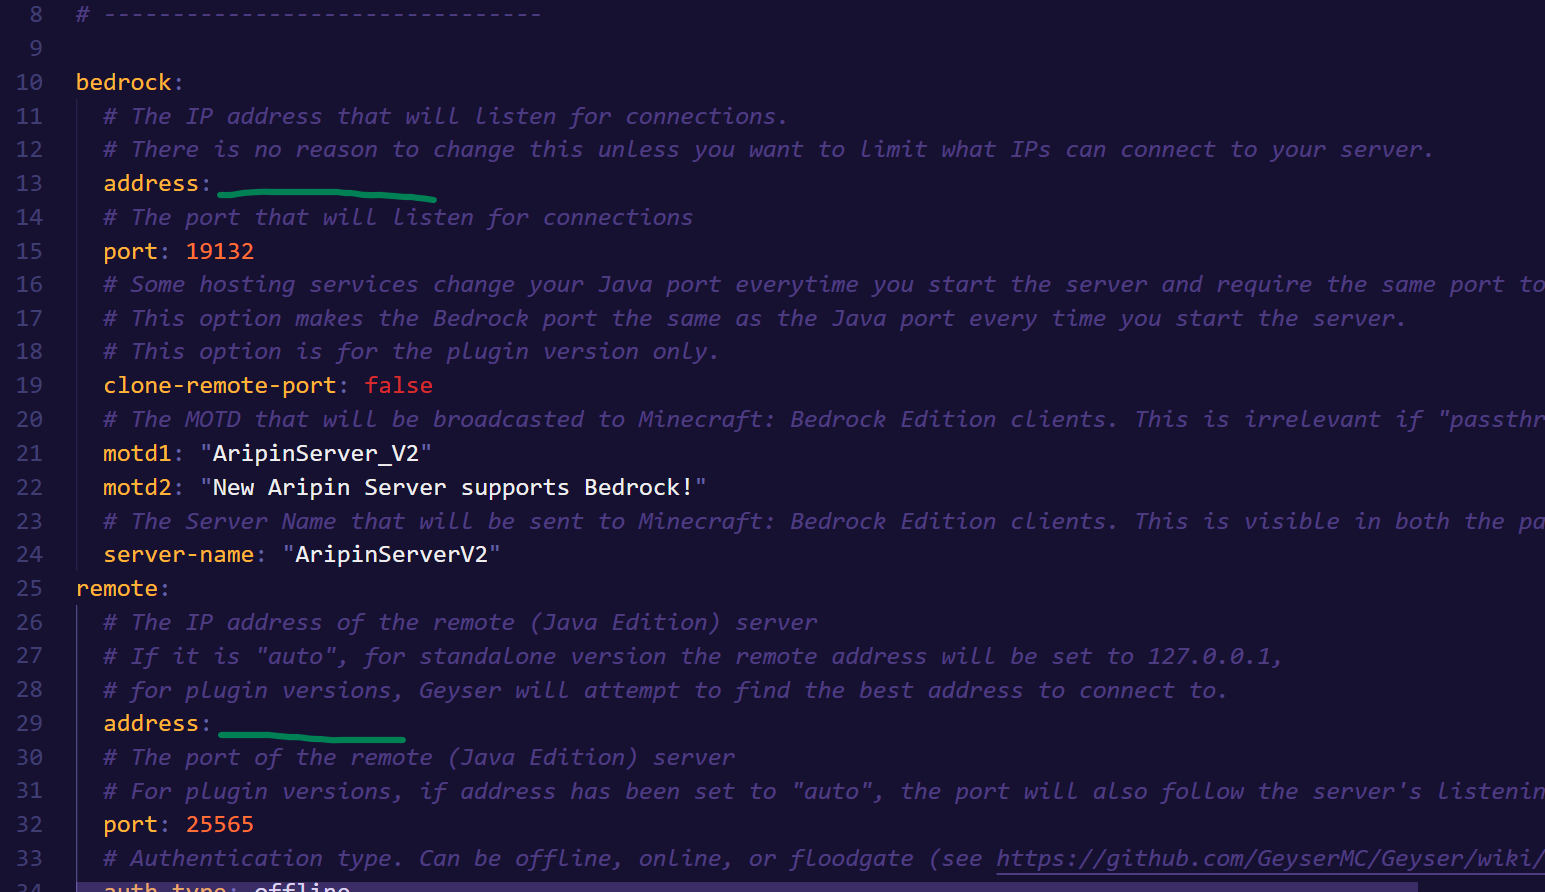 8 # --------------------------------
9
10 bedrock:
11 # The IP address that will listen for connections.
12 # There is no reason to change this unless you want to limit what IPs can connect to your server.
13 address:
14 # The port that will listen for connections
15 port: 19132
16 # Some hosting services change your Java port everytime you start the server and require the same port to
17 # This option makes the Bedrock port the same as the Java port every time you start the server.
18 # This option is for the plugin version only.
19 clone-remote-port: false
20 # The MOTD that will be broadcasted to Minecraft: Bedrock Edition clients. This is irrelevant if "passthr
21 motd1: "AripinServer_V2"
22 motd2: "New Aripin Server supports Bedrock!"
23 # The Server Name that will be sent to Minecraft: Bedrock Edition clients. This is visible in both the pa
24 server-name: "AripinServerV2"
25 remote:
26 # The IP address of the remote (Java Edition) server
27 # If it is "auto", for standalone version the remote address will be set to 127.0.0.1,
28 # for plugin versions, Geyser will attempt to find the best address to connect to.
29 address:
30 # The port of the remote (Java Edition) server
31 # For plugin versions, if address has been set to "auto", the port will also follow the server's listenin
32 port: 25565
33 # Authentication type. Can be offline, online, or floodgate (see https://github.com/GeyserMC/Geyser/wiki/
34 auth-type: offline